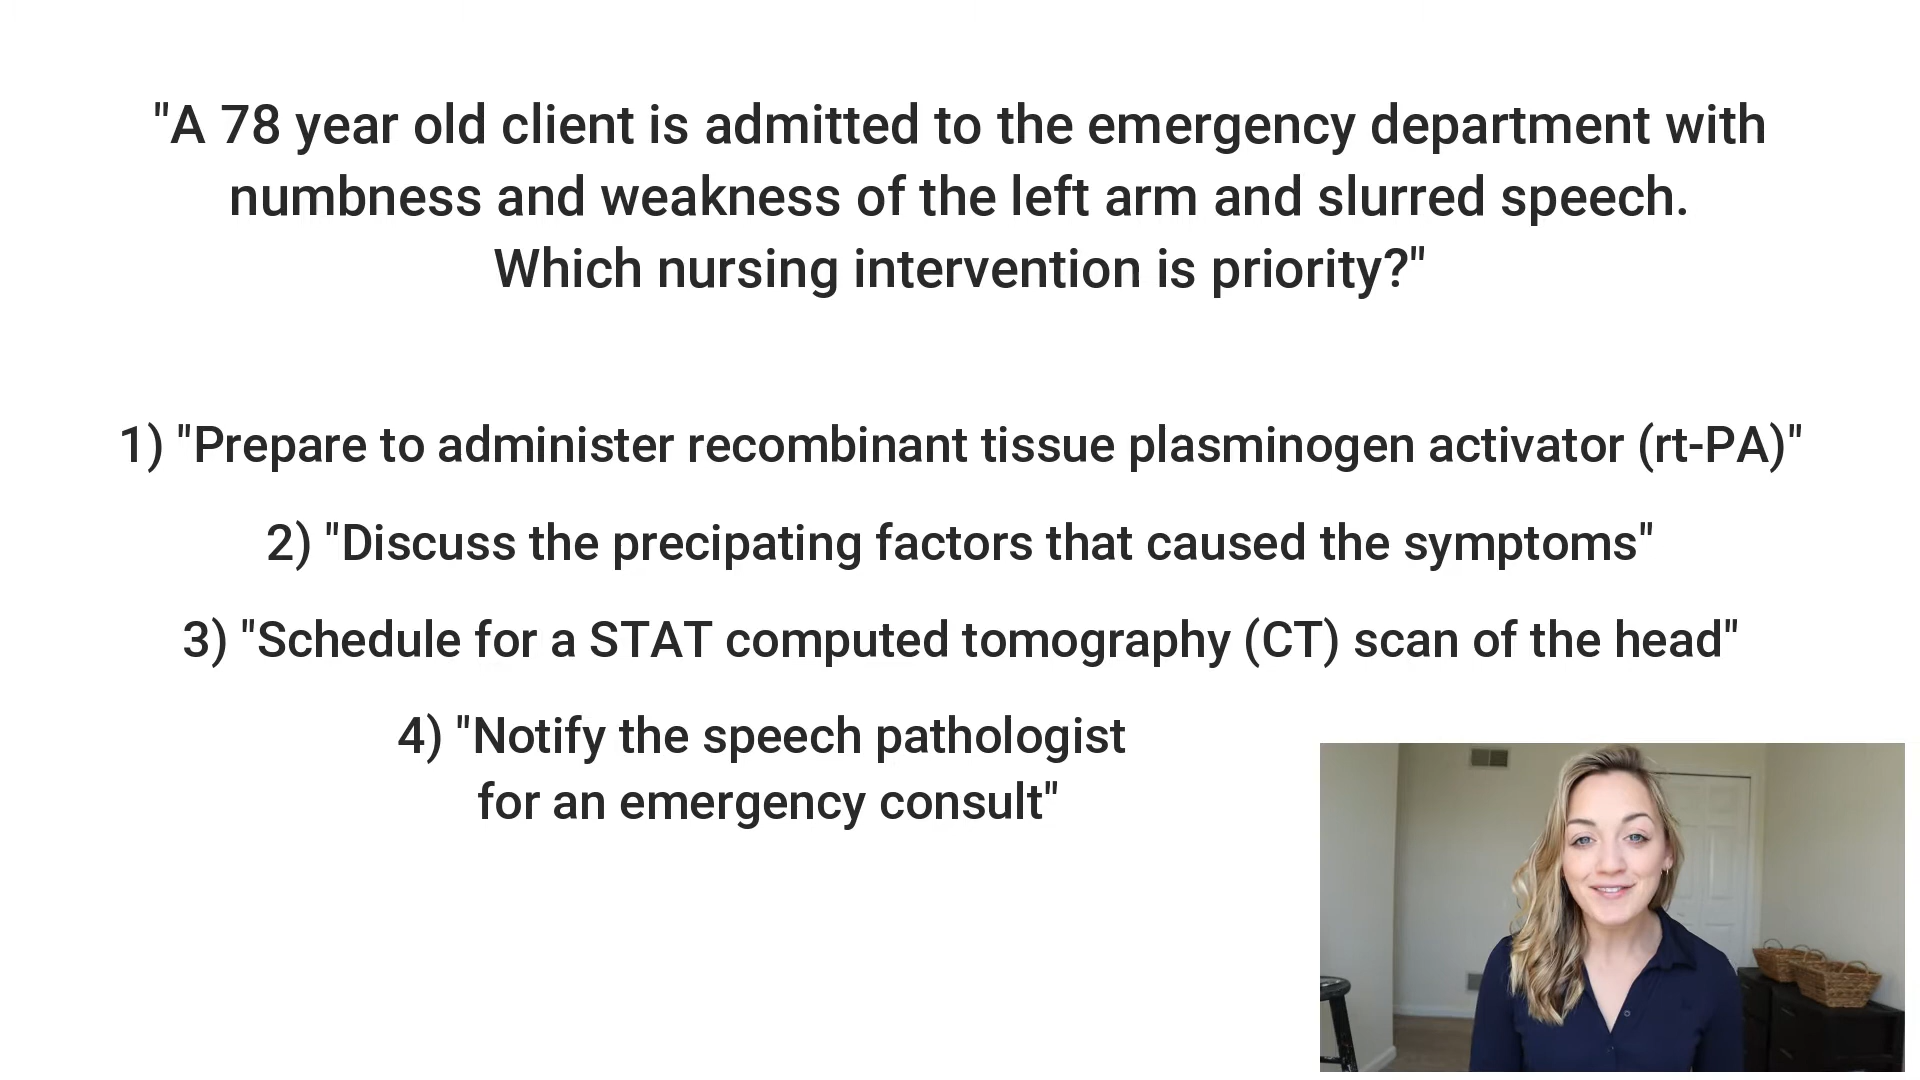 "A 78 year old client is admitted to the emergency department with
numbness and weakness of the left arm and slurred speech.
Which nursing intervention is priority?"
1) "Prepare to administer recombinant tissue plasminogen activator (rt-PA)"
2) "Discuss the precipating factors that caused the symptoms"
3) "Schedule for a STAT computed tomography (CT) scan of the head"
4) "Notify the speech pathologist
for an emergency consult"